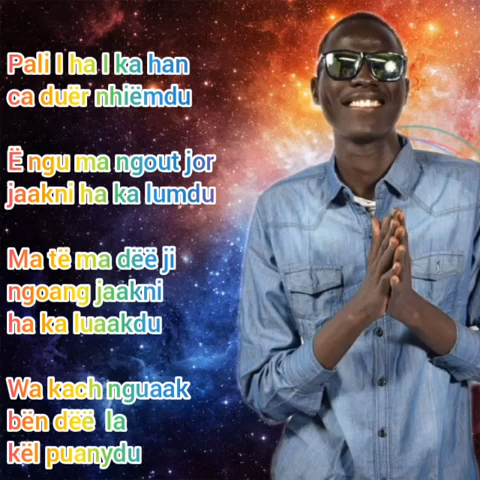 Pali I ha I ka han
ca duër nhiëmdu
Ë ngu ma ngout jor
jaakni ha ka lumdu
Ma të ma dëë ji
ngoang jaakni
ha ka luaakdu
Wa kach nguaak
bën dëë la
kël puanydu